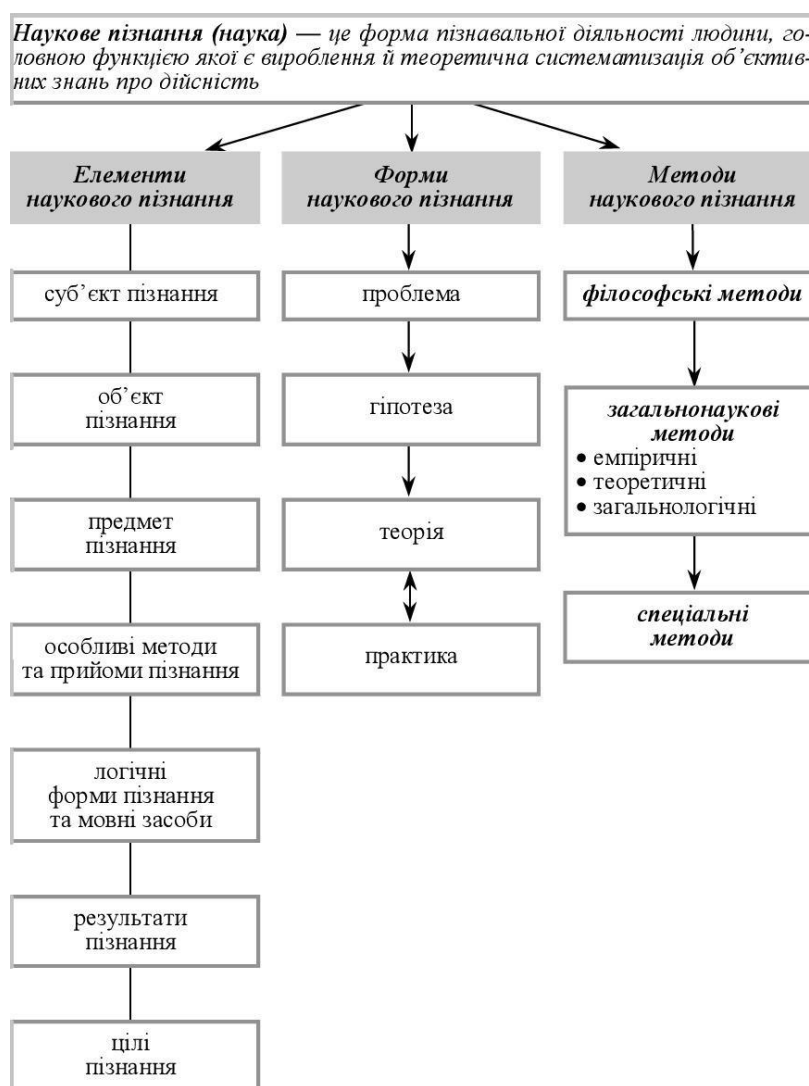 Наукове пізнання (наука) — це форма пізнавальної діяльності людини, го-
ловною функцією якої є вироблення й теоретична систематизація об’єктив-
них знань про дійсність
Елементи
наукового пізнання
суб’єкт пізнання
об’єкт
пізнання
предмет
пізнання
особливі методи
та прийоми пізнання
логічні
форми пізнання
та мовні засоби
результати
пізнання
цілі
пізнання
Форми
наукового пізнання
проблема
гіпотеза
теорія
практика
Методи
наукового пізнання
філософські методи
загальнонаукові
методи
• емпіричні
• теоретичні
• загальнологічні
спеціальні
методи